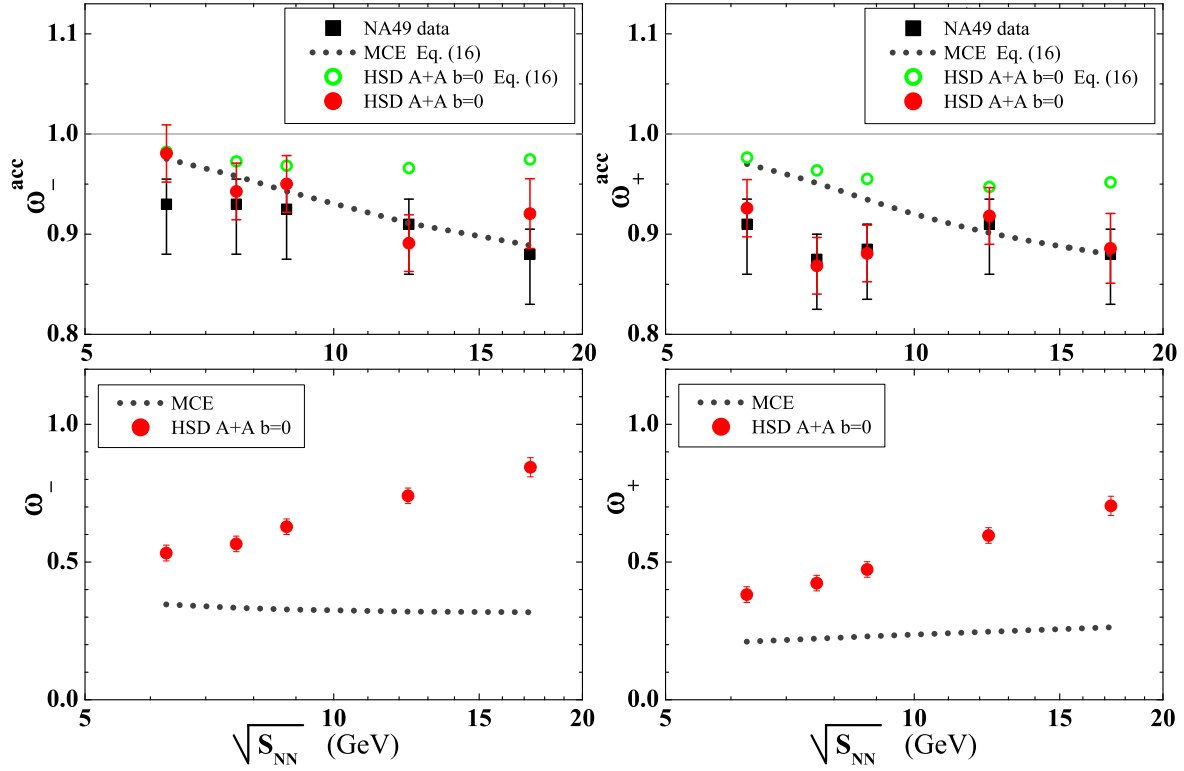 1.1
1.0
0.9
0.8
ω₋ᵃᶜᶜ
NA49 data
MCE Eq. (16)
HSD A+A b=0 Eq. (16)
HSD A+A b=0
5 10 15 20
1.1
1.0
0.9
0.8
ω₊ᵃᶜᶜ
NA49 data
MCE Eq. (16)
HSD A+A b=0 Eq. (16)
HSD A+A b=0
5 10 15 20
1.0
0.5
0.0
ω₋
MCE
HSD A+A b=0
5 10 15 20
√S_NN (GeV)
1.0
0.5
0.0
ω₊
MCE
HSD A+A b=0
5 10 15 20
√S_NN (GeV)